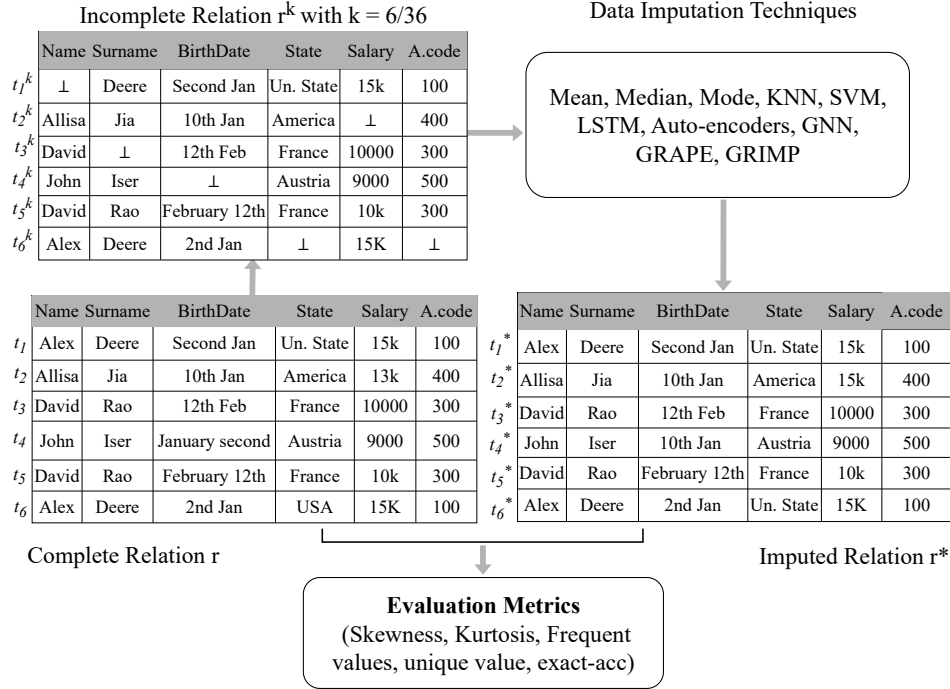 Incomplete Relation r^k with k = 6/36
Name Surname BirthDate State Salary A.code
t1^k ⊥ Deere Second Jan Un. State 15k 100
t2^k Allisa Jia 10th Jan America ⊥ 400
t3^k David ⊥ 12th Feb France 10000 300
t4^k John Iser ⊥ Austria 9000 500
t5^k David Rao February 12th France 10k 300
t6^k Alex Deere 2nd Jan ⊥ 15K ⊥
Data Imputation Techniques
Mean, Median, Mode, KNN, SVM,
LSTM, Auto-encoders, GNN,
GRAPE, GRIMP
Name Surname BirthDate State Salary A.code
t1 Alex Deere Second Jan Un. State 15k 100
t2 Allisa Jia 10th Jan America 13k 400
t3 David Rao 12th Feb France 10000 300
t4 John Iser January second Austria 9000 500
t5 David Rao February 12th France 10k 300
t6 Alex Deere 2nd Jan USA 15K 100
Complete Relation r
Name Surname BirthDate State Salary A.code
t1* Alex Deere Second Jan Un. State 15k 100
t2* Allisa Jia 10th Jan America 15k 400
t3* David Rao 12th Feb France 10000 300
t4* John Iser 10th Jan Austria 9000 500
t5* David Rao February 12th France 10k 300
t6* Alex Deere 2nd Jan Un. State 15K 100
Imputed Relation r*
Evaluation Metrics
(Skewness, Kurtosis, Frequent
values, unique value, exact-acc)